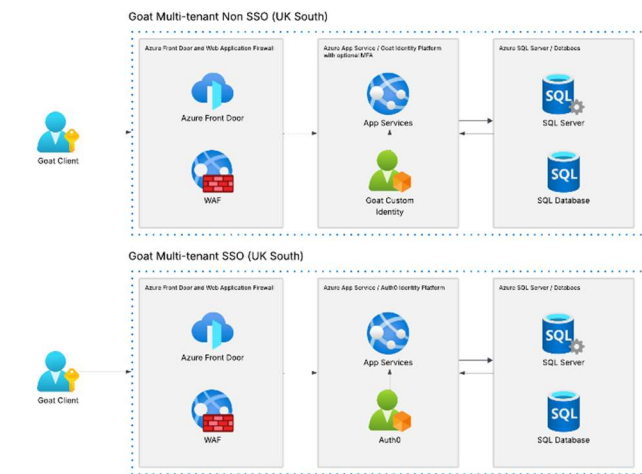 Goat Multi-tenant Non SSO (UK South)
Azure Front Door and Web Application Firewall
Azure App Service / Goat Identity Platform
with optional MFA
Azure SQL Server / Database
Azure Front Door
App Services
SQL
SQL Server
Goat Client
WAF
Goat Custom
Identity
SQL
SQL Database
Goat Multi-tenant SSO (UK South)
Azure Front Door and Web Application Firewall
Azure App Service / Auth0 Identity Platform
Azure SQL Server / Database
Azure Front Door
App Services
SQL
SQL Server
Goat Client
WAF
Auth0
SQL
SQL Database